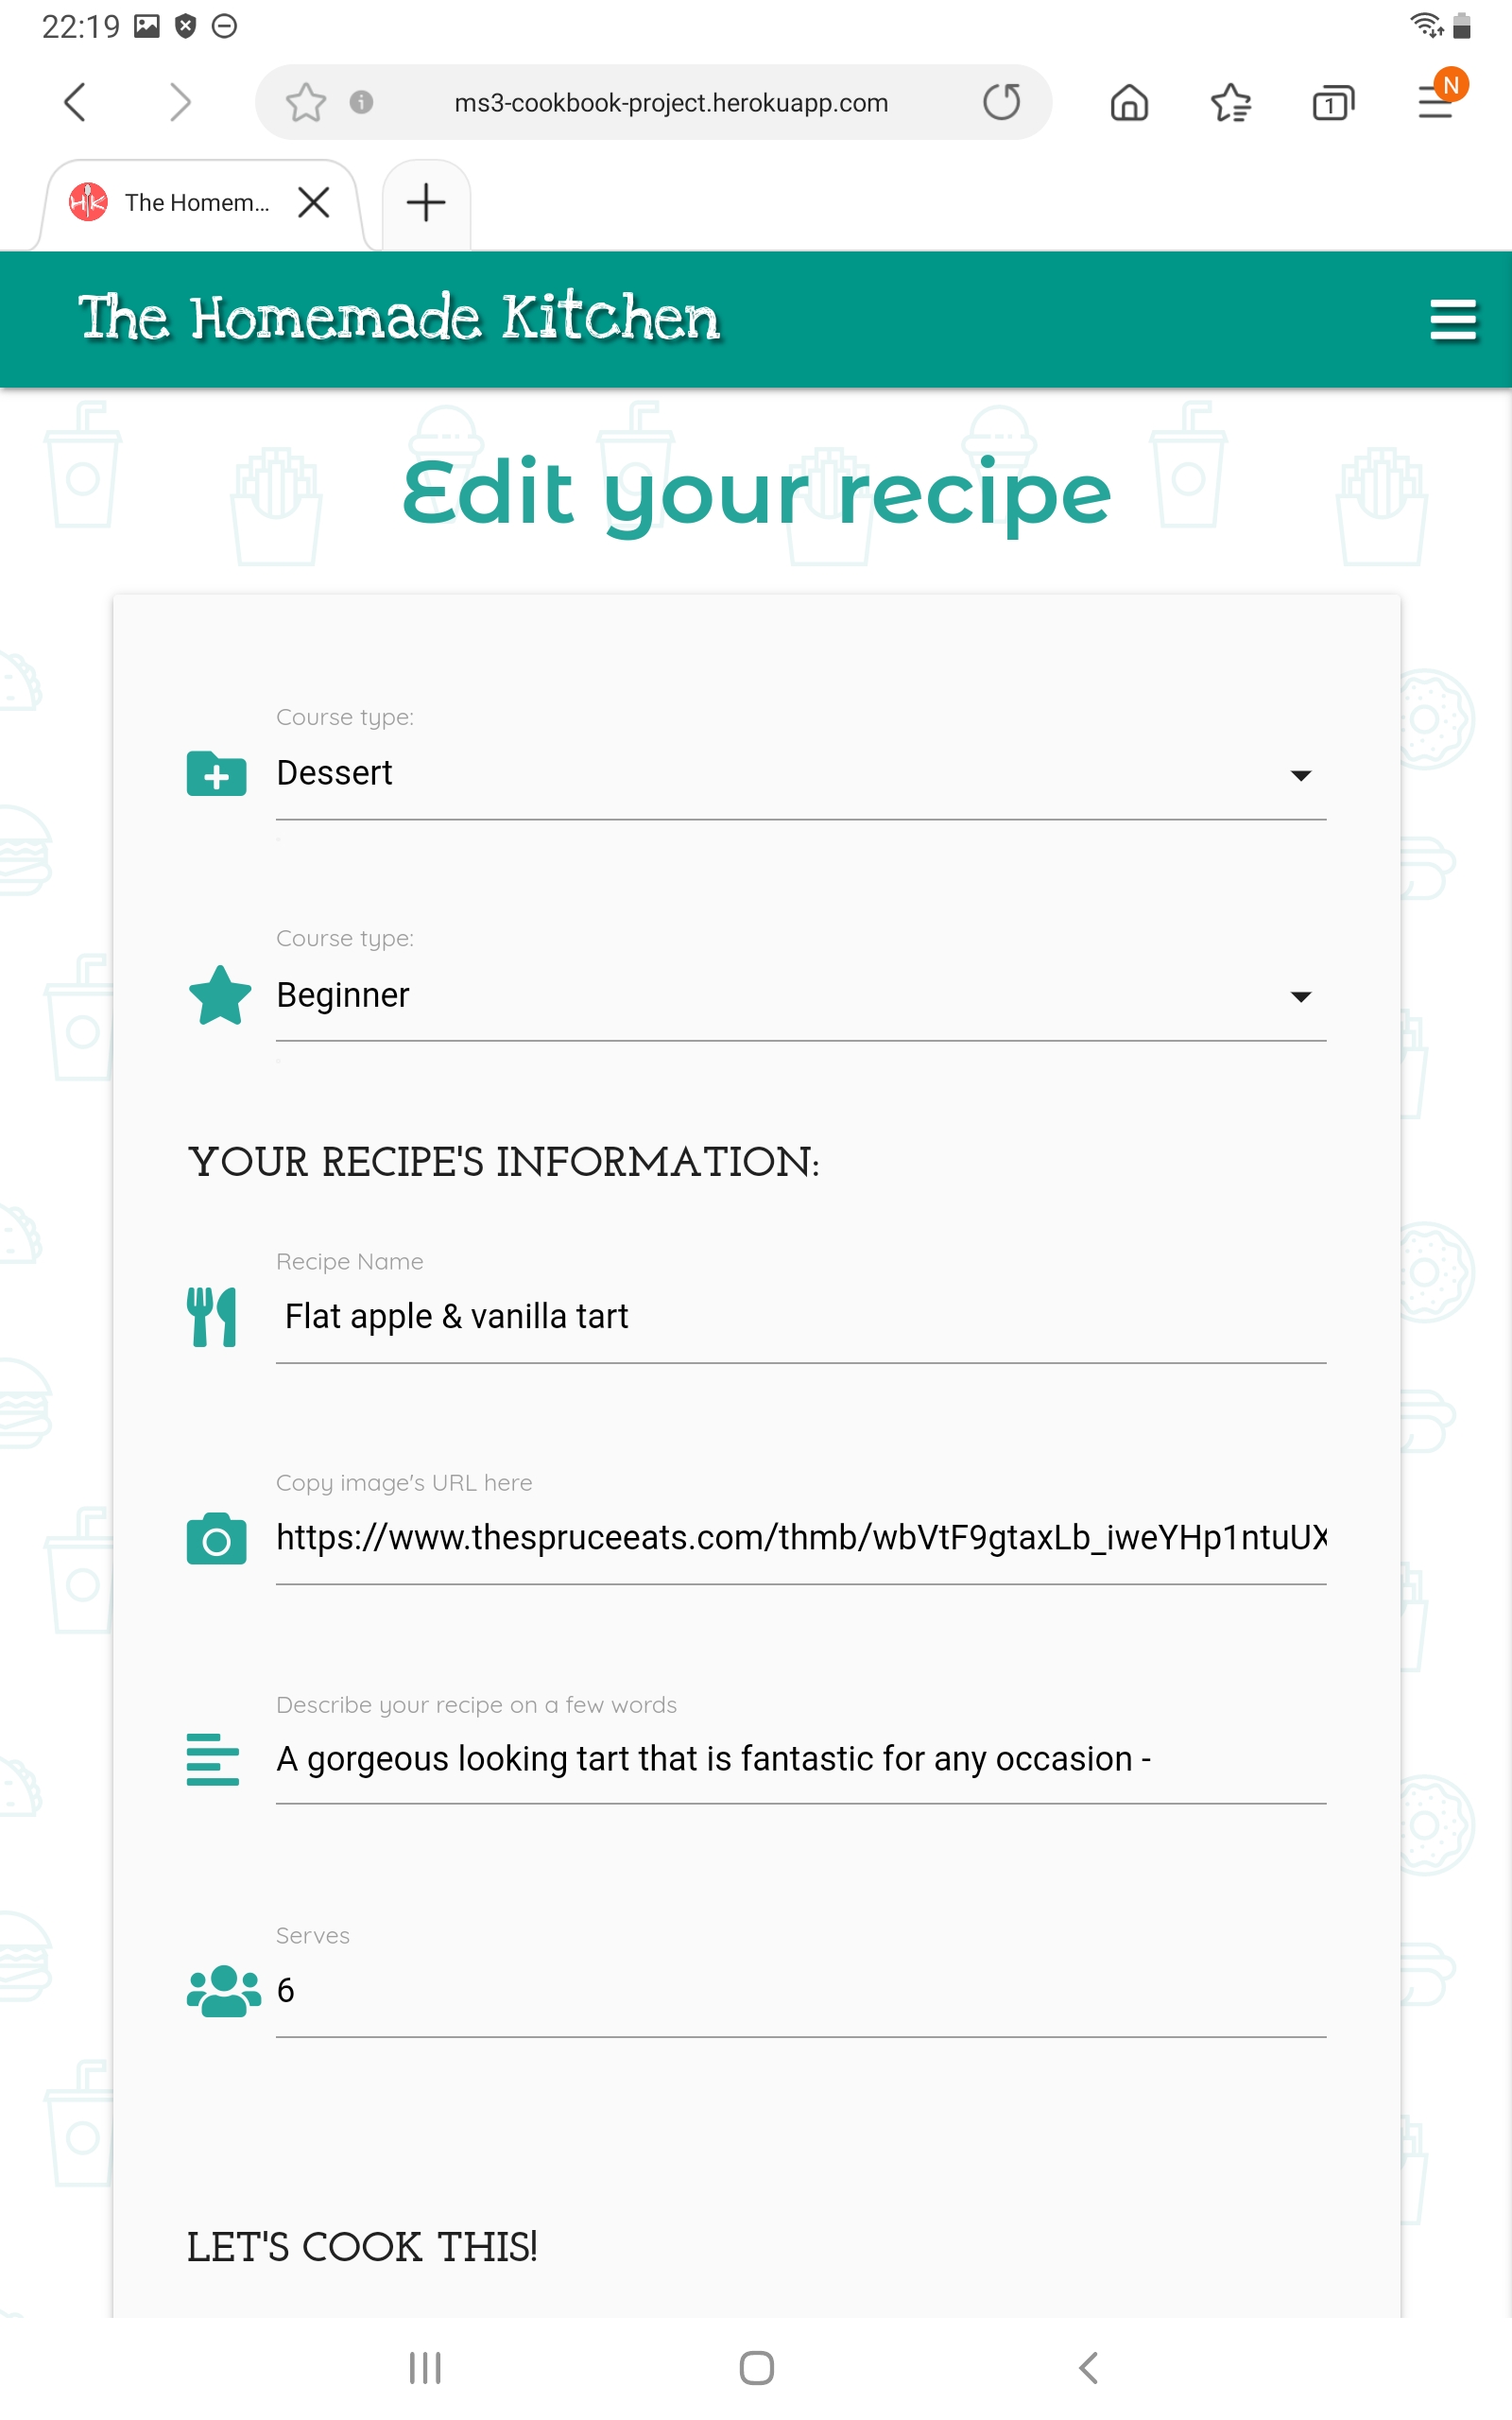 22:19
ms3-cookbook-project.herokuapp.com
1
N
HK The Homem...
The Homemade Kitchen
Edit your recipe
Course type:
Dessert
Course type:
Beginner
YOUR RECIPE'S INFORMATION:
Recipe Name
Flat apple & vanilla tart
Copy image's URL here
https://www.thespruceeats.com/thmb/wbVtF9gtaxLb_iweYHp1ntuUX
Describe your recipe on a few words
A gorgeous looking tart that is fantastic for any occasion -
Serves
6
LET'S COOK THIS!